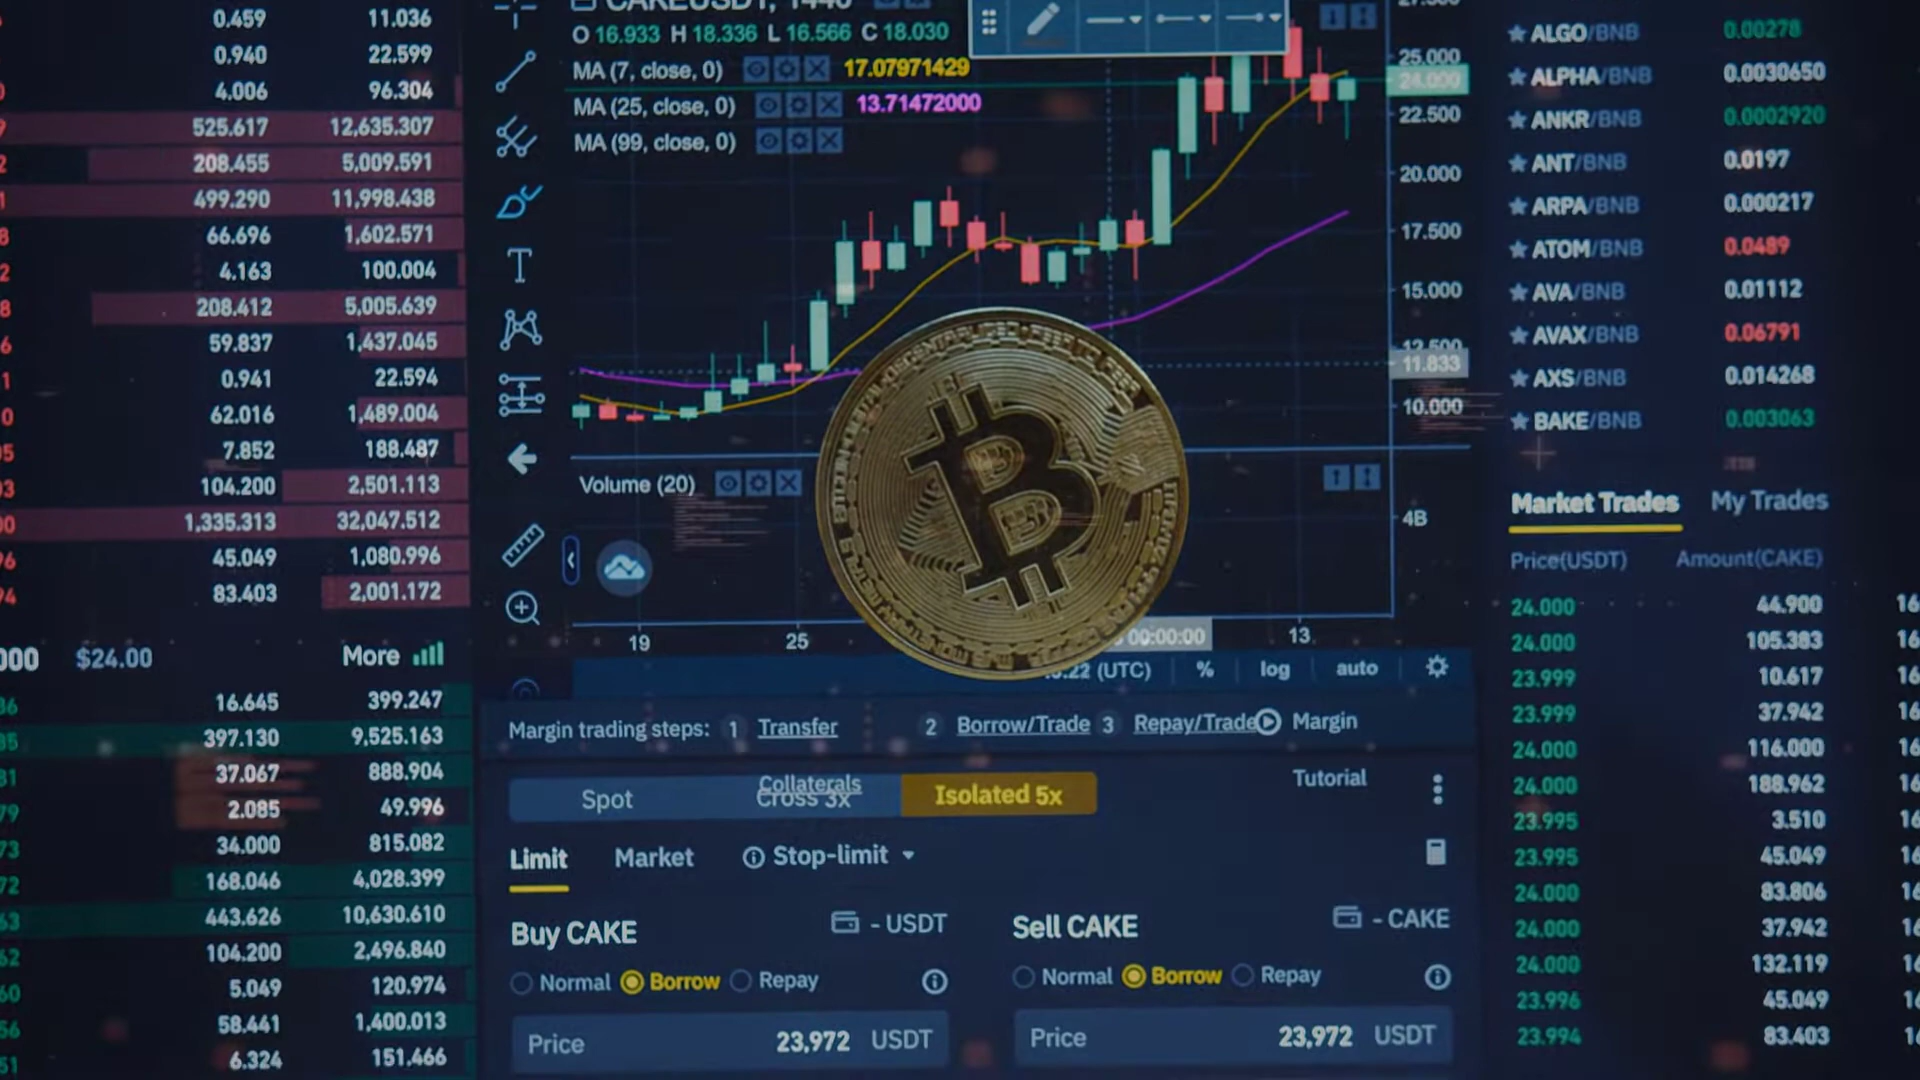 0.459 11.036
0.940 22.599
4.006 96.304
525.617 12,635.307
208.455 5,009.591
499.290 11,998.438
66.696 1,602.571
4.163 100.004
208.412 5,005.639
59.837 1,437.045
0.941 22.594
62.016 1,489.004
7.852 188.487
104.200 2,501.113
1,335.313 32,047.512
45.049 1,080.996
83.403 2,001.172
$24.00 More
16.645 399.247
397.130 9,525.163
37.067 888.904
2.085 49.996
34.000 815.082
168.046 4,028.399
443.626 10,630.610
104.200 2,496.840
5.049 120.974
58.441 1,400.013
6.324 151.466
O 16.933 H 18.336 L 16.566 C 18.030
MA (7, close, 0) 17.07971429
MA (25, close, 0) 13.71472000
MA (99, close, 0)
25.000
24.000
22.500
20.000
17.500
15.000
12.500
11.833
10.000
Volume (20)
4B
19 25 00:00:00 13
(UTC) % log auto
Margin trading steps: 1 Transfer 2 Borrow/Trade 3 Repay/Trade Margin
Collaterals Tutorial
Spot Cross 3x Isolated 5x
Limit Market Stop-limit
Buy CAKE - USDT
Normal Borrow Repay
Price 23,972 USDT
Sell CAKE - CAKE
Normal Borrow Repay
Price 23,972 USDT
ALGO/BNB 0.00278
ALPHA/BNB 0.0030650
ANKR/BNB 0.0002920
ANT/BNB 0.0197
ARPA/BNB 0.000217
ATOM/BNB 0.0489
AVA/BNB 0.01112
AVAX/BNB 0.06791
AXS/BNB 0.014268
BAKE/BNB 0.003063
Market Trades My Trades
Price(USDT) Amount(CAKE)
24.000 44.900
24.000 105.383
23.999 10.617
23.999 37.942
24.000 116.000
24.000 188.962
23.995 3.510
23.995 45.049
24.000 83.806
24.000 37.942
24.000 132.119
23.996 45.049
23.994 83.403